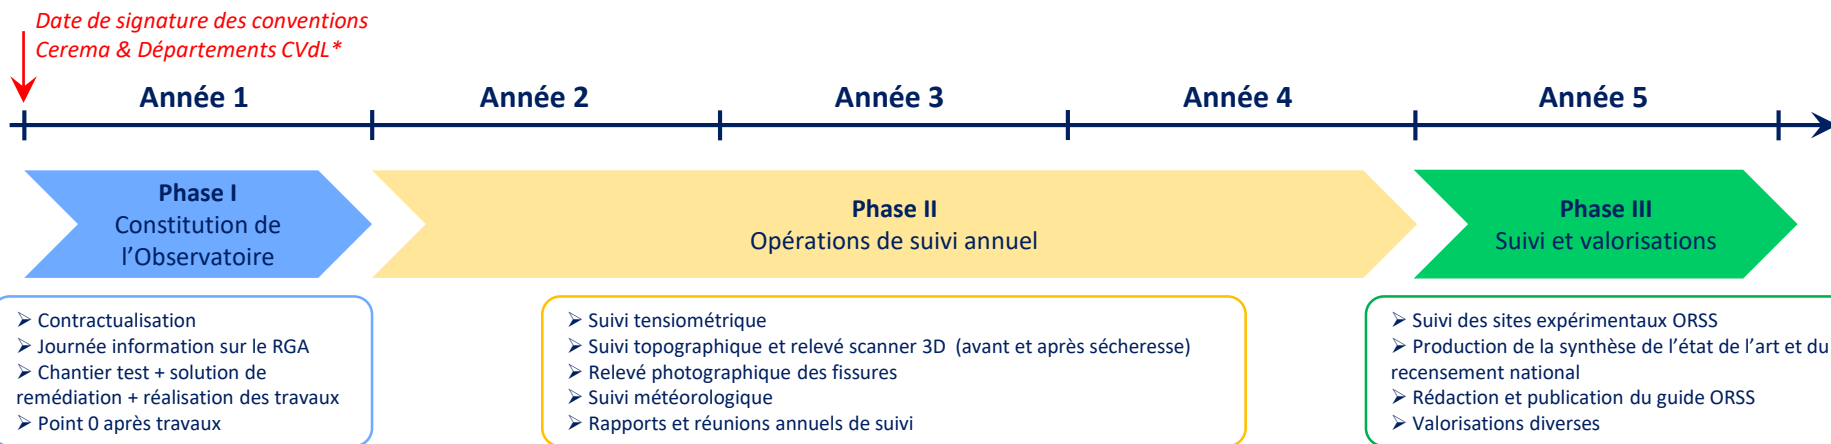 Date de signature des conventions
Cerema & Départements CVdL*
Année 1
Année 2
Année 3
Année 4
Année 5
Phase I
Constitution de
l’Observatoire
Phase II
Opérations de suivi annuel
Phase III
Suivi et valorisations
➢ Contractualisation
➢ Journée information sur le RGA
➢ Chantier test + solution de
remédiation + réalisation des travaux
➢ Point 0 après travaux
➢ Suivi tensiométrique
➢ Suivi topographique et relevé scanner 3D (avant et après sécheresse)
➢ Relevé photographique des fissures
➢ Suivi météorologique
➢ Rapports et réunions annuels de suivi
➢ Suivi des sites expérimentaux ORSS
➢ Production de la synthèse de l’état de l’art et du
recensement national
➢ Rédaction et publication du guide ORSS
➢ Valorisations diverses